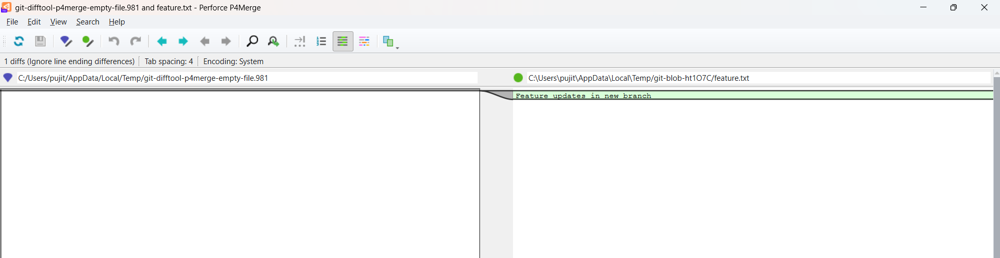 git-difftool-p4merge-empty-file.981 and feature.txt - Perforce P4Merge
File Edit View Search Help
1 diffs (Ignore line ending differences) Tab spacing: 4 Encoding: System
C:/Users/pujit/AppData/Local/Temp/git-difftool-p4merge-empty-file.981
C:\Users\pujit\AppData\Local\Temp/git-blob-ht1O7C/feature.txt
Feature updates in new branch